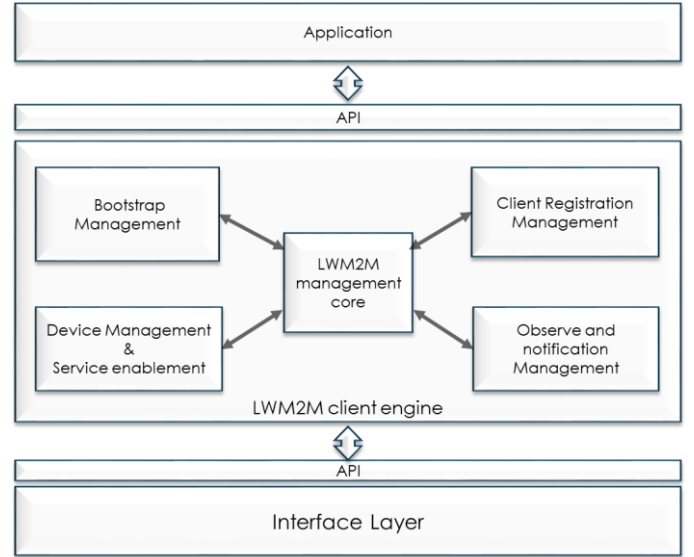 Application
API
Bootstrap
Management
Client Registration
Management
LWM2M
management
core
Device Management
&
Service enablement
Observe and
notification
Management
LWM2M client engine
API
Interface Layer